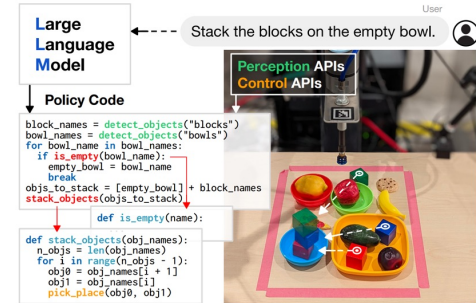 User
Large
Language
Model
Stack the blocks on the empty bowl.
Perception APIs
Control APIs
Policy Code
block_names = detect_objects("blocks")
bowl_names = detect_objects("bowls")
for bowl_name in bowl_names:
if is_empty(bowl_name):
empty_bowl = bowl_name
break
objs_to_stack = [empty_bowl] + block_names
stack_objects(objs_to_stack)
def is_empty(name):
def stack_objects(obj_names):
n_objs = len(obj_names)
for i in range(n_objs - 1):
obj0 = obj_names[i + 1]
obj1 = obj_names[i]
pick_place(obj0, obj1)